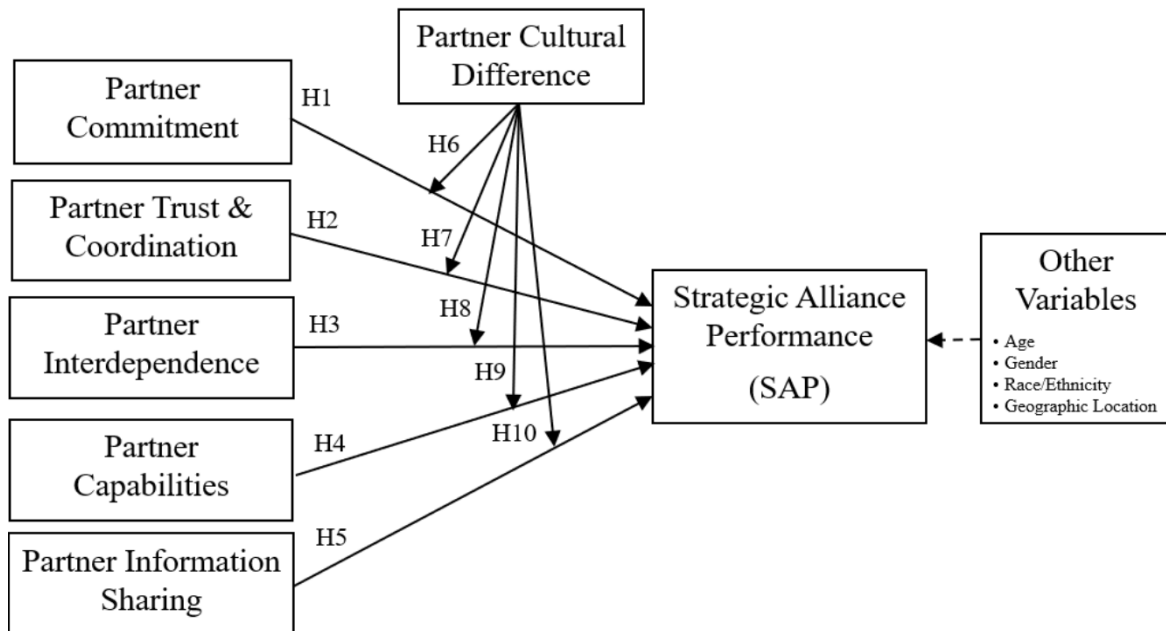 Partner Cultural
Difference
Partner
Commitment
H1
H6
Partner Trust &
Coordination
H2
H7
Partner
Interdependence
H3
H8
H9
Partner
Capabilities
H4
H10
Partner Information
Sharing
H5
Strategic Alliance
Performance
(SAP)
Other
Variables
• Age
• Gender
• Race/Ethnicity
• Geographic Location